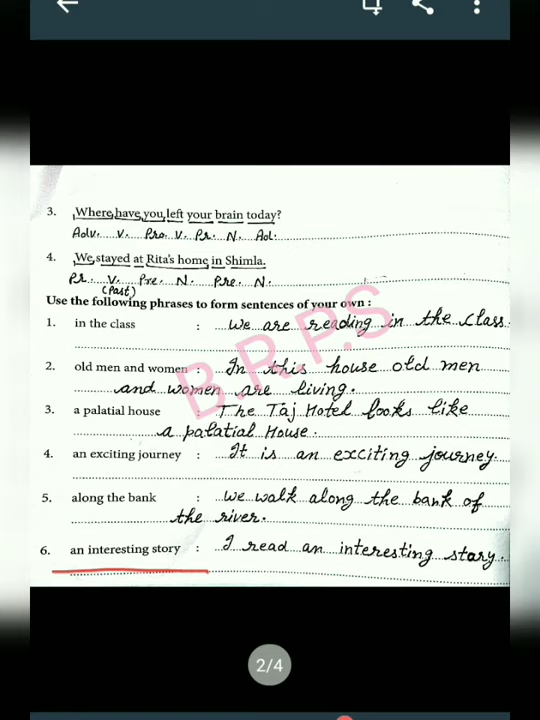 3. Where have you left your brain today?
Adv. V. Pro. V. Pr. N. Ad.
4. We stayed at Rita's home in Shimla.
Pr. V. Pre. N. Pre. N.
(Past)
Use the following phrases to form sentences of your own :
1. in the class : We are reading in the class.
2. old men and women : In this house old men
and women are living.
3. a palatial house : The Taj Hotel looks like
a palatial House.
4. an exciting journey : It is an exciting journey.
5. along the bank : We walk along the bank of
the river.
6. an interesting story : I read an interesting story.
B.R.P.S
2/4